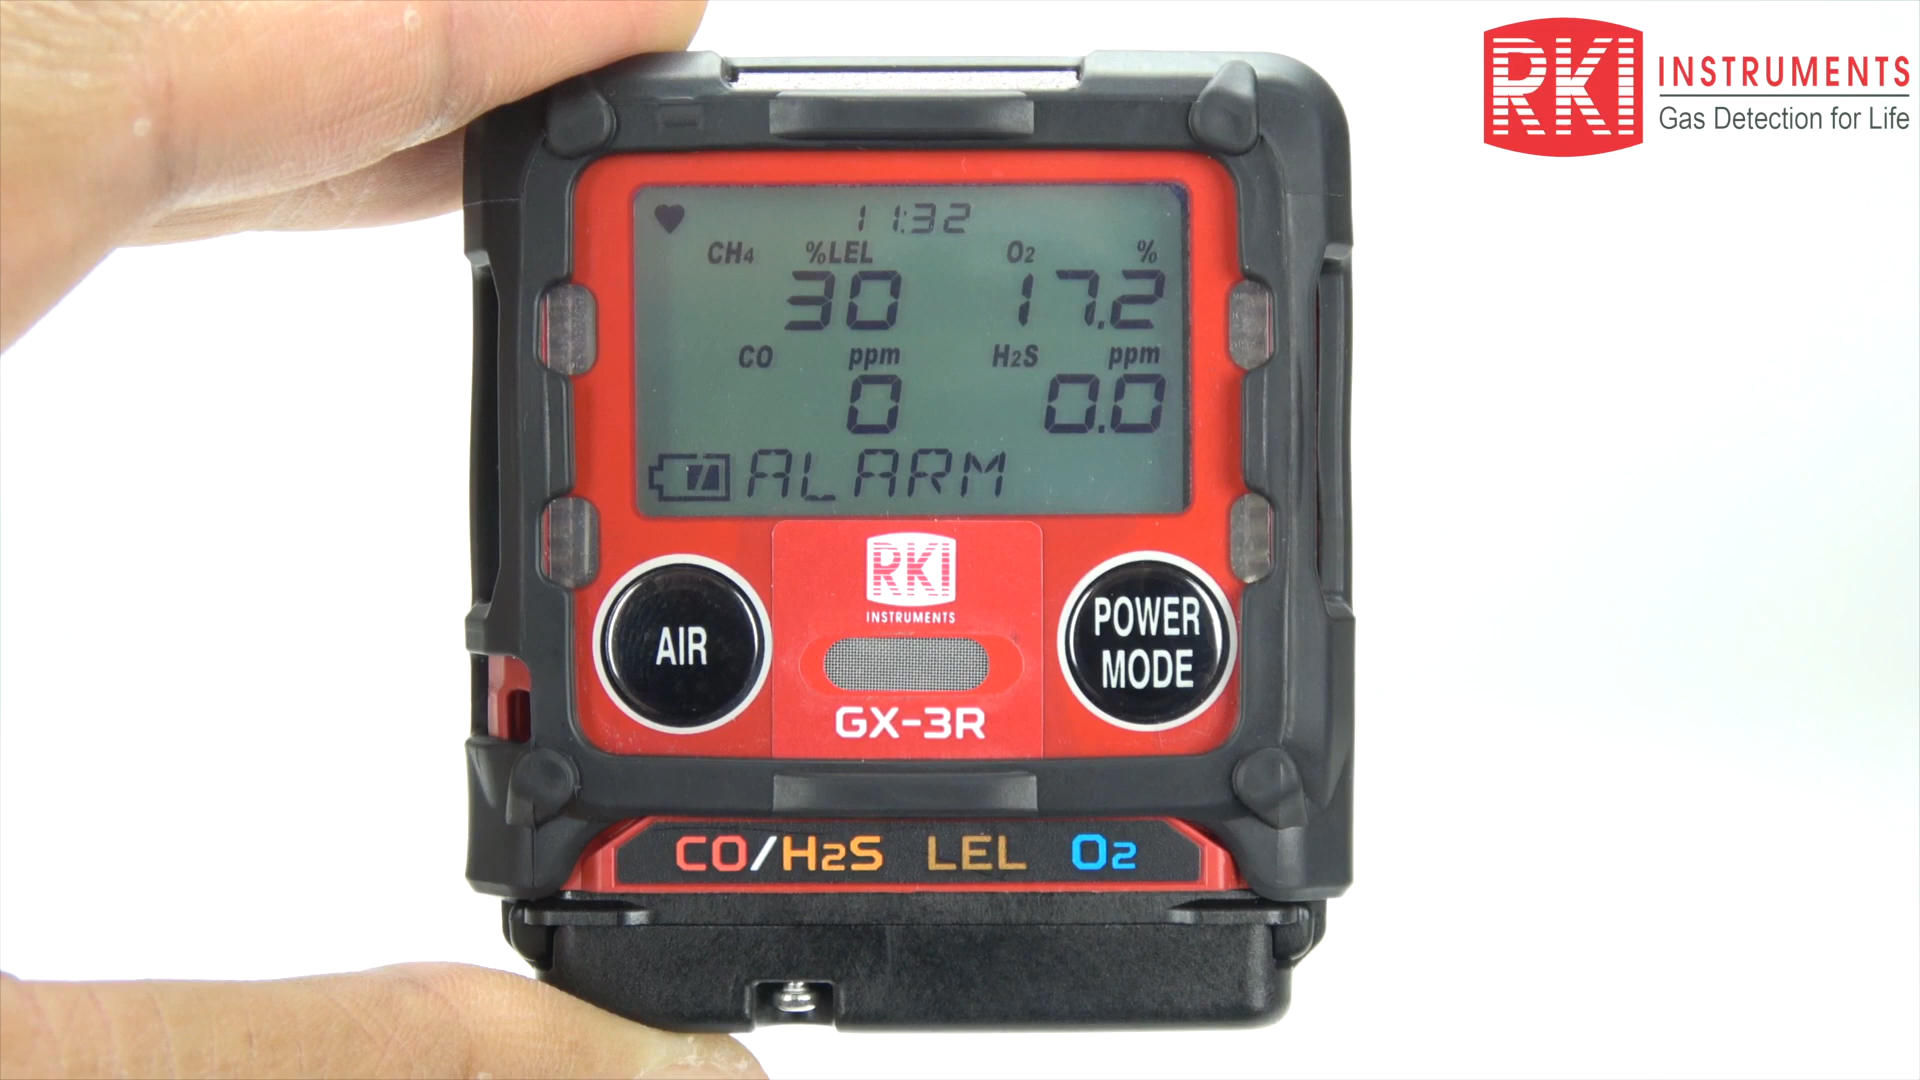 RKI INSTRUMENTS
Gas Detection for Life
11:32
CH4 %LEL O2 %
30 17.2
CO ppm H2S ppm
0 0.0
ALARM
RKI
INSTRUMENTS
AIR
POWER
MODE
GX-3R
CO/H2S LEL O2